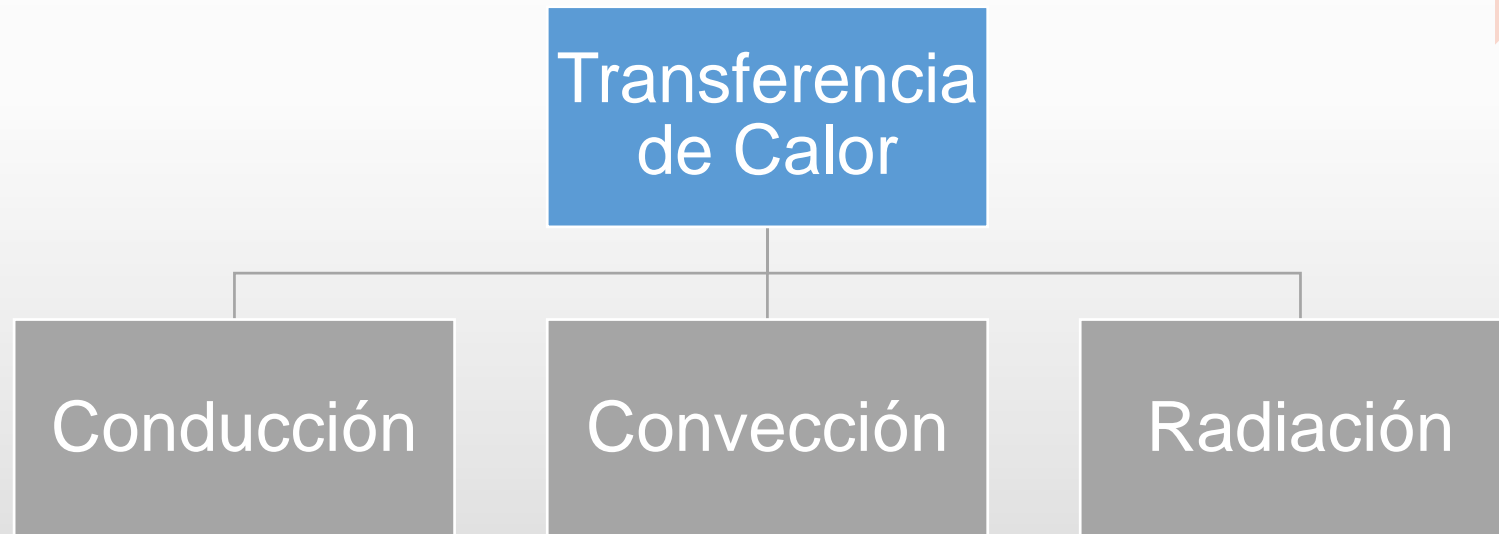 Transferencia
de Calor
Conducción
Convección
Radiación